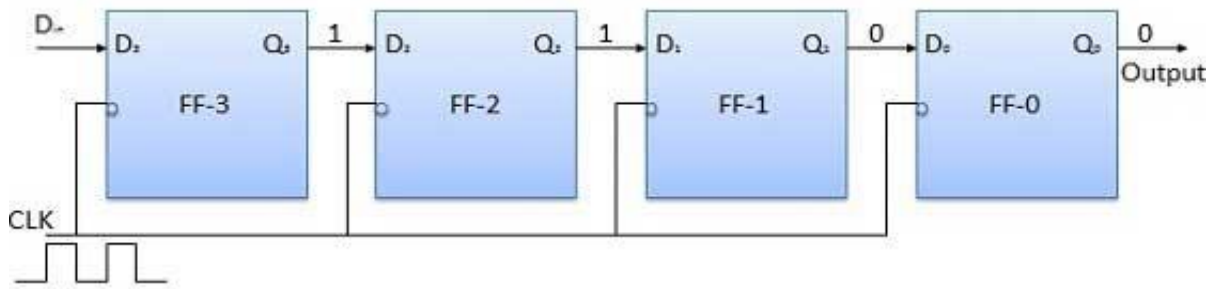 Dᵢₙ D₃ Q₃ 1 D₂ Q₂ 1 D₁ Q₁ 0 D₀ Q₀ 0
Output
FF-3 FF-2 FF-1 FF-0
CLK